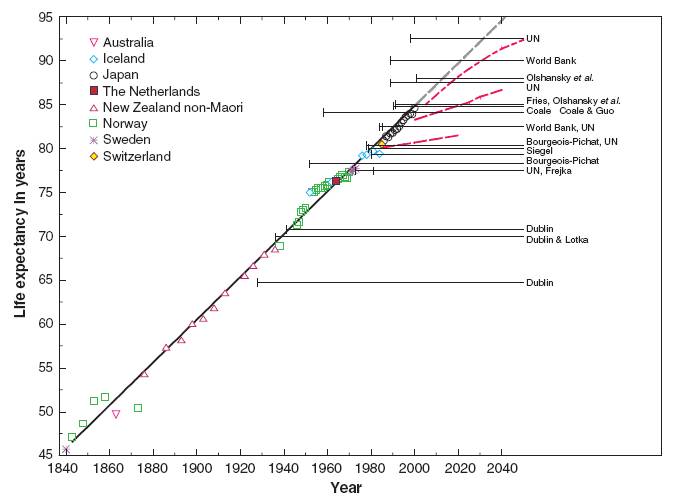 95
90
85
80
75
70
65
60
55
50
45
Life expectancy in years
Australia
Iceland
Japan
The Netherlands
New Zealand non-Maori
Norway
Sweden
Switzerland
UN
World Bank
Olshansky et al.
UN
Fries, Olshansky et al.
Coale Coale & Guo
World Bank, UN
Bourgeois-Pichat, UN
Siegel
Bourgeois-Pichat
UN, Frejka
Dublin
Dublin & Lotka
Dublin
1840 1860 1880 1900 1920 1940 1960 1980 2000 2020 2040
Year